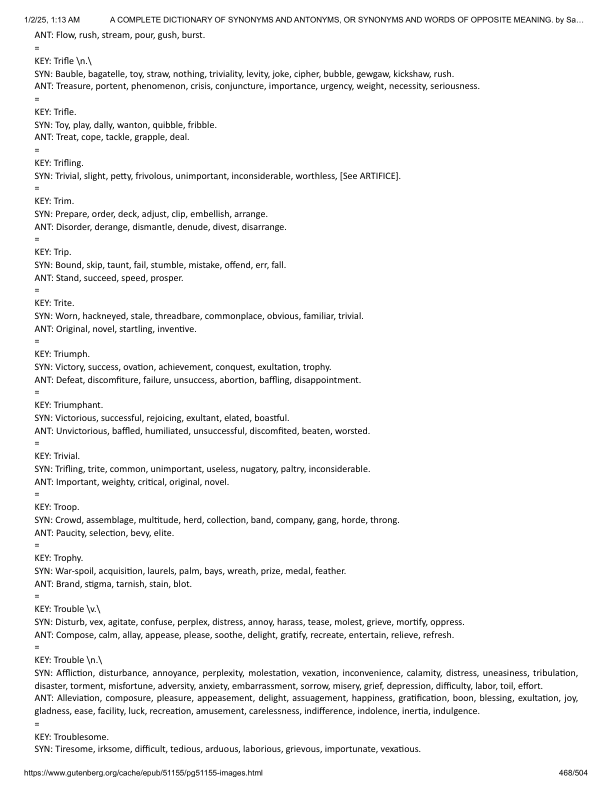 1/2/25, 1:13 AM A COMPLETE DICTIONARY OF SYNONYMS AND ANTONYMS, OR SYNONYMS AND WORDS OF OPPOSITE MEANING. by Sa…
ANT: Flow, rush, stream, pour, gush, burst.
=
KEY: Trifle \n.\
SYN: Bauble, bagatelle, toy, straw, nothing, triviality, levity, joke, cipher, bubble, gewgaw, kickshaw, rush.
ANT: Treasure, portent, phenomenon, crisis, conjuncture, importance, urgency, weight, necessity, seriousness.
=
KEY: Trifle.
SYN: Toy, play, dally, wanton, quibble, fribble.
ANT: Treat, cope, tackle, grapple, deal.
=
KEY: Trifling.
SYN: Trivial, slight, petty, frivolous, unimportant, inconsiderable, worthless, [See ARTIFICE].
=
KEY: Trim.
SYN: Prepare, order, deck, adjust, clip, embellish, arrange.
ANT: Disorder, derange, dismantle, denude, divest, disarrange.
=
KEY: Trip.
SYN: Bound, skip, taunt, fail, stumble, mistake, offend, err, fall.
ANT: Stand, succeed, speed, prosper.
=
KEY: Trite.
SYN: Worn, hackneyed, stale, threadbare, commonplace, obvious, familiar, trivial.
ANT: Original, novel, startling, inventive.
=
KEY: Triumph.
SYN: Victory, success, ovation, achievement, conquest, exultation, trophy.
ANT: Defeat, discomfiture, failure, unsuccess, abortion, baffling, disappointment.
=
KEY: Triumphant.
SYN: Victorious, successful, rejoicing, exultant, elated, boastful.
ANT: Unvictorious, baffled, humiliated, unsuccessful, discomfited, beaten, worsted.
=
KEY: Trivial.
SYN: Trifling, trite, common, unimportant, useless, nugatory, paltry, inconsiderable.
ANT: Important, weighty, critical, original, novel.
=
KEY: Troop.
SYN: Crowd, assemblage, multitude, herd, collection, band, company, gang, horde, throng.
ANT: Paucity, selection, bevy, elite.
=
KEY: Trophy.
SYN: War-spoil, acquisition, laurels, palm, bays, wreath, prize, medal, feather.
ANT: Brand, stigma, tarnish, stain, blot.
=
KEY: Trouble \v.\
SYN: Disturb, vex, agitate, confuse, perplex, distress, annoy, harass, tease, molest, grieve, mortify, oppress.
ANT: Compose, calm, allay, appease, please, soothe, delight, gratify, recreate, entertain, relieve, refresh.
=
KEY: Trouble \n.\
SYN: Affliction, disturbance, annoyance, perplexity, molestation, vexation, inconvenience, calamity, distress, uneasiness, tribulation,
disaster, torment, misfortune, adversity, anxiety, embarrassment, sorrow, misery, grief, depression, difficulty, labor, toil, effort.
ANT: Alleviation, composure, pleasure, appeasement, delight, assuagement, happiness, gratification, boon, blessing, exultation, joy,
gladness, ease, facility, luck, recreation, amusement, carelessness, indifference, indolence, inertia, indulgence.
=
KEY: Troublesome.
SYN: Tiresome, irksome, difficult, tedious, arduous, laborious, grievous, importunate, vexatious.
https://www.gutenberg.org/cache/epub/51155/pg51155-images.html 468/504